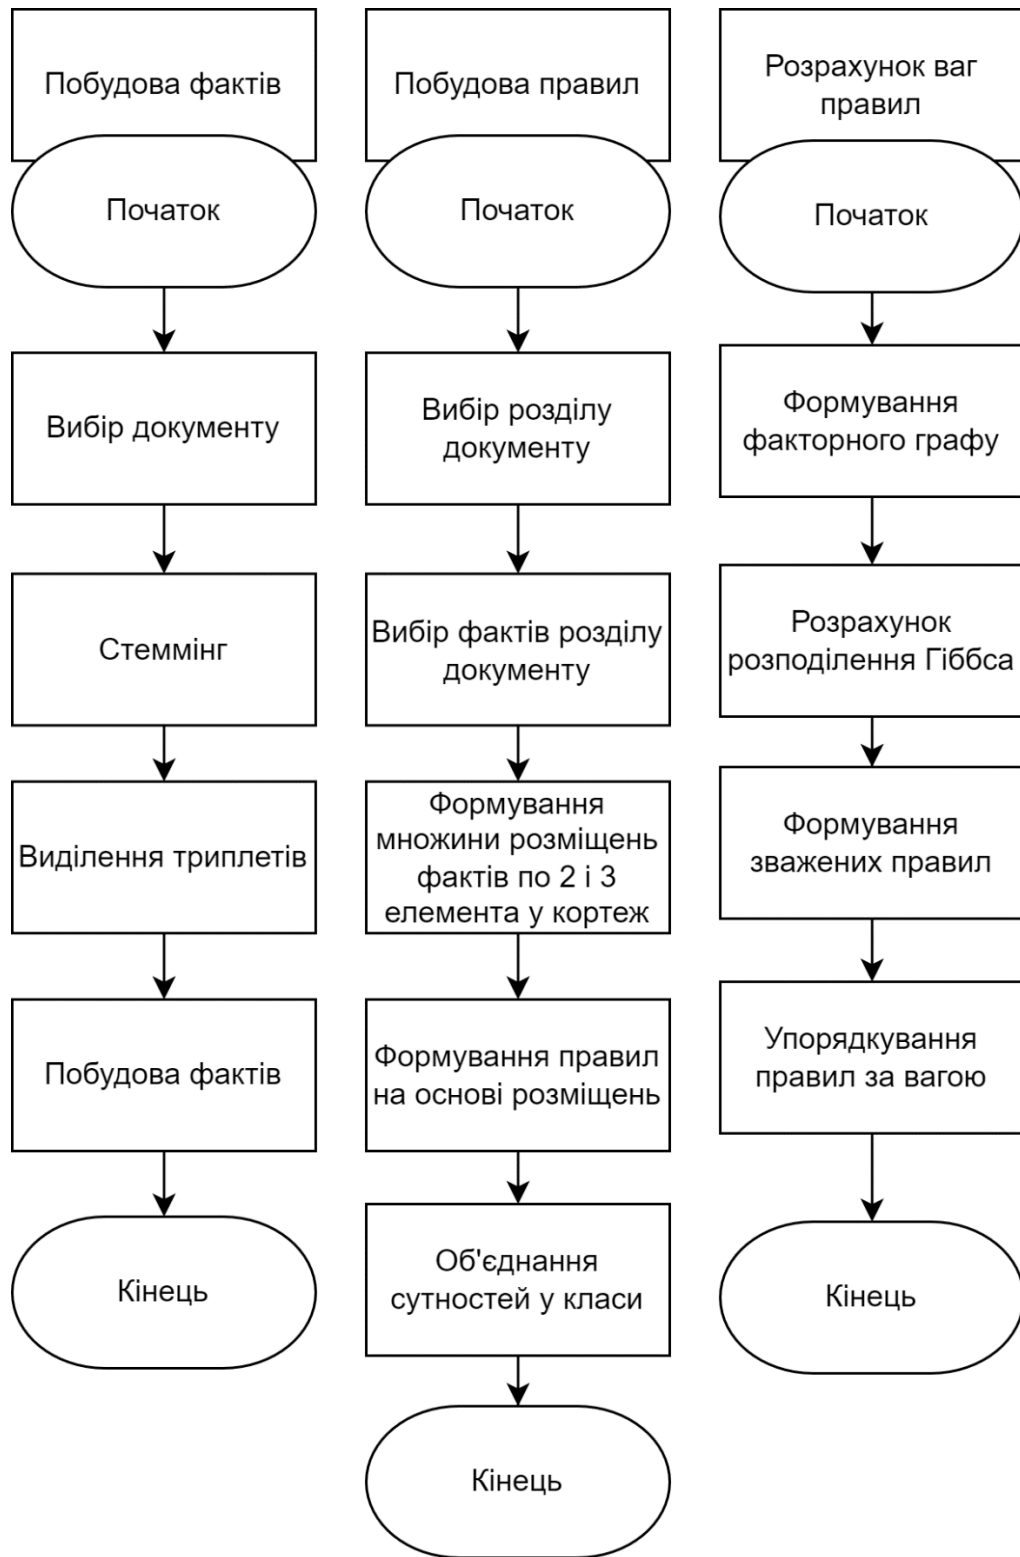 Побудова фактів
Початок
Вибір документу
Стеммінг
Виділення триплетів
Побудова фактів
Кінець
Побудова правил
Початок
Вибір розділу
документу
Вибір фактів розділу
документу
Формування
множини розміщень
фактів по 2 і 3
елемента у кортеж
Формування правил
на основі розміщень
Об'єднання
сутностей у класи
Кінець
Розрахунок ваг
правил
Початок
Формування
факторного графу
Розрахунок
розподілення Гіббса
Формування
зважених правил
Упорядкування
правил за вагою
Кінець